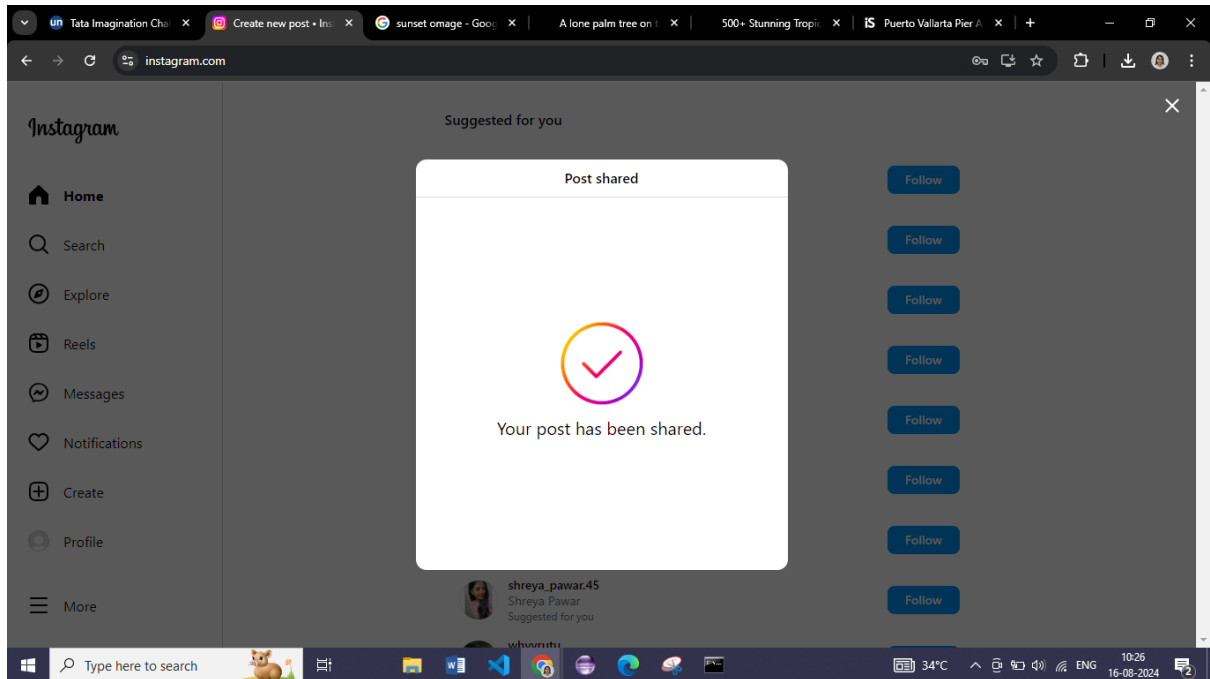 Tata Imagination Chal
Create new post • Ins
sunset omage - Goog
A lone palm tree on t
500+ Stunning Tropic
Puerto Vallarta Pier A
instagram.com
Instagram
Suggested for you
Post shared
Follow
Home
Follow
Search
Explore
Follow
Reels
Follow
Messages
Follow
Your post has been shared.
Notifications
Follow
Create
Follow
Profile
shreya_pawar.45
Shreya Pawar
Suggested for you
Follow
More
Type here to search
34°C
ENG
10:26
16-08-2024
2